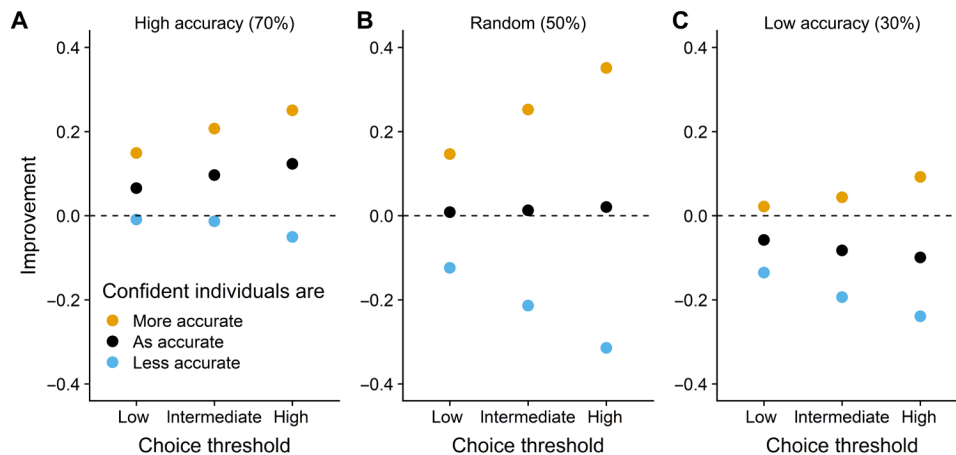 A
High accuracy (70%)
0.4
0.2
0.0
−0.2
−0.4
Improvement
Confident individuals are
More accurate
As accurate
Less accurate
Low Intermediate High
Choice threshold
B
Random (50%)
0.4
0.2
0.0
−0.2
−0.4
Low Intermediate High
Choice threshold
C
Low accuracy (30%)
0.4
0.2
0.0
−0.2
−0.4
Low Intermediate High
Choice threshold